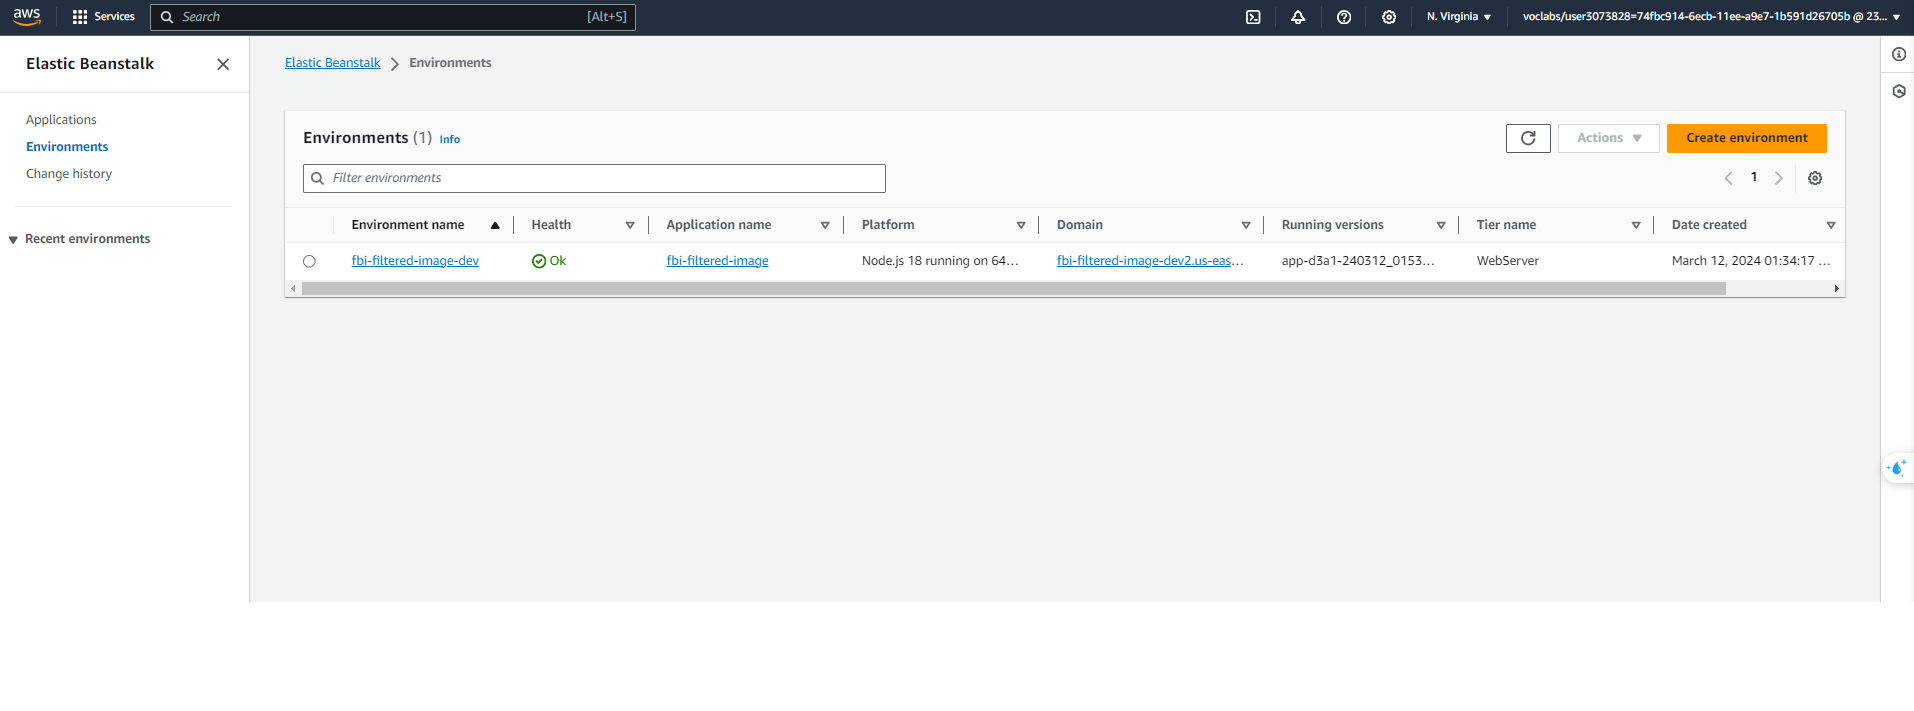 aws Services Search [Alt+S] N. Virginia voclabs/user3073828=74fbc914-6ecb-11ee-a9e7-1b591d26705b @ 23...
Elastic Beanstalk
Applications
Environments
Change history
Recent environments
Elastic Beanstalk Environments
Environments (1) Info
Actions Create environment
Filter environments
1
Environment name Health Application name Platform Domain Running versions Tier name Date created
fbi-filtered-image-dev Ok fbi-filtered-image Node.js 18 running on 64... fbi-filtered-image-dev2.us-eas... app-d3a1-240312_0153... WebServer March 12, 2024 01:34:17 ...